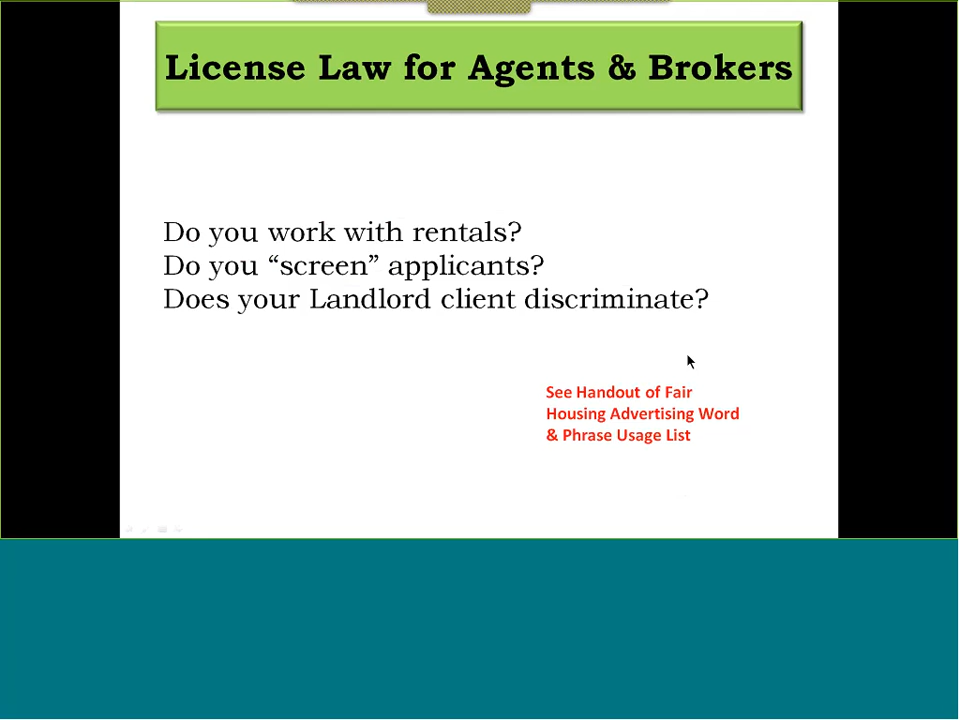 License Law for Agents & Brokers
Do you work with rentals?
Do you “screen” applicants?
Does your Landlord client discriminate?
See Handout of Fair
Housing Advertising Word
& Phrase Usage List